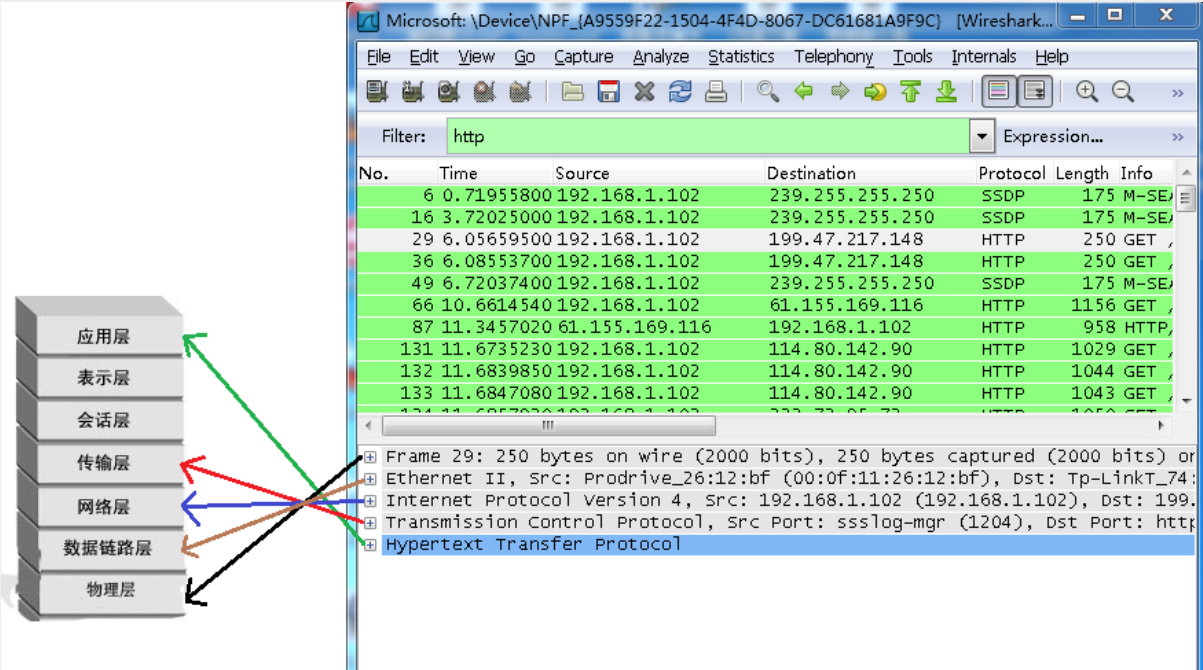 Microsoft: \Device\NPF_{A9559F22-1504-4F4D-8067-DC61681A9F9C} [Wireshark...
File Edit View Go Capture Analyze Statistics Telephony Tools Internals Help
Filter: http Expression...
No. Time Source Destination Protocol Length Info
6 0.71955800 192.168.1.102 239.255.255.250 SSDP 175 M-SEA
16 3.72025000 192.168.1.102 239.255.255.250 SSDP 175 M-SEA
29 6.05659500 192.168.1.102 199.47.217.148 HTTP 250 GET /
36 6.08553700 192.168.1.102 199.47.217.148 HTTP 250 GET /
49 6.72037400 192.168.1.102 239.255.255.250 SSDP 175 M-SEA
66 10.6614540 192.168.1.102 61.155.169.116 HTTP 1156 GET /
87 11.3457020 61.155.169.116 192.168.1.102 HTTP 958 HTTP/
131 11.6735230 192.168.1.102 114.80.142.90 HTTP 1029 GET /
132 11.6839850 192.168.1.102 114.80.142.90 HTTP 1044 GET /
133 11.6847080 192.168.1.102 114.80.142.90 HTTP 1043 GET /
应用层
表示层
会话层
传输层
网络层
数据链路层
物理层
Frame 29: 250 bytes on wire (2000 bits), 250 bytes captured (2000 bits) or
Ethernet II, Src: Prodrive_26:12:bf (00:0f:11:26:12:bf), Dst: Tp-LinkT_74:
Internet Protocol Version 4, Src: 192.168.1.102 (192.168.1.102), Dst: 199.
Transmission Control Protocol, Src Port: ssslog-mgr (1204), Dst Port: http
Hypertext Transfer Protocol